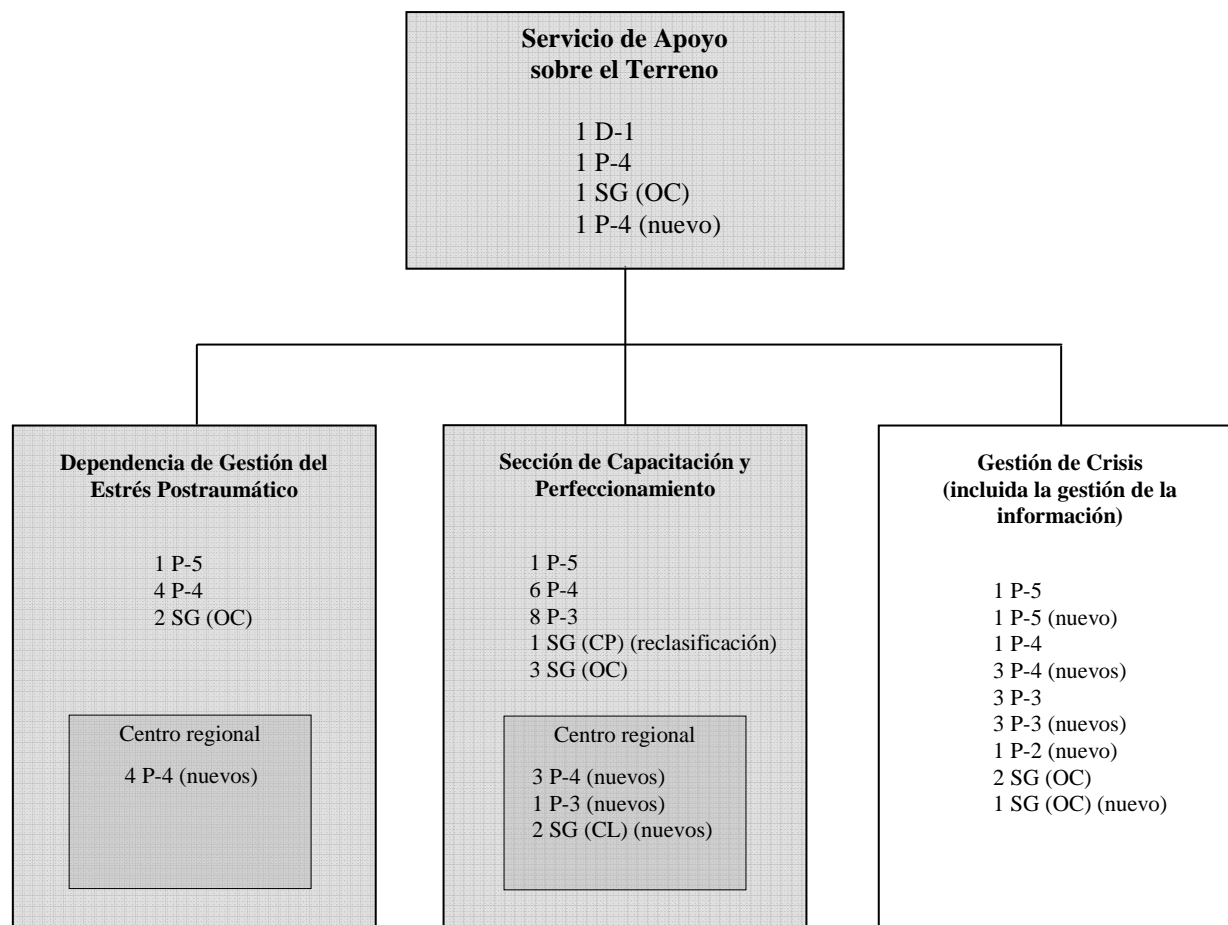 Servicio de Apoyo
sobre el Terreno
1 D-1
1 P-4
1 SG (OC)
1 P-4 (nuevo)
Dependencia de Gestión del
Estrés Postraumático
1 P-5
4 P-4
2 SG (OC)
Centro regional
4 P-4 (nuevos)
Sección de Capacitación y
Perfeccionamiento
1 P-5
6 P-4
8 P-3
1 SG (CP) (reclasificación)
3 SG (OC)
Centro regional
3 P-4 (nuevos)
1 P-3 (nuevos)
2 SG (CL) (nuevos)
Gestión de Crisis
(incluida la gestión de la
información)
1 P-5
1 P-5 (nuevo)
1 P-4
3 P-4 (nuevos)
3 P-3
3 P-3 (nuevos)
1 P-2 (nuevo)
2 SG (OC)
1 SG (OC) (nuevo)